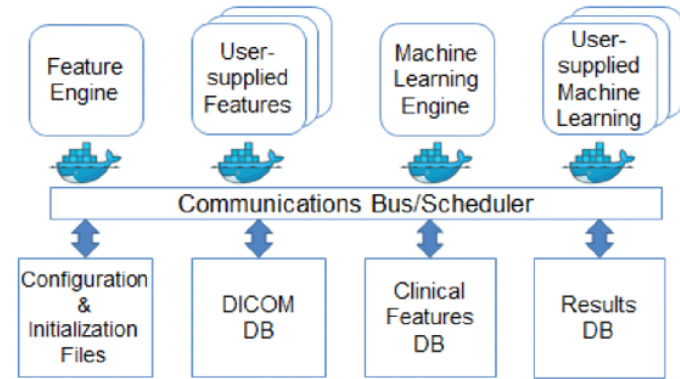 Feature
Engine
User-
supplied
Features
Machine
Learning
Engine
User-
supplied
Machine
Learning
Communications Bus/Scheduler
Configuration
&
Initialization
Files
DICOM
DB
Clinical
Features
DB
Results
DB